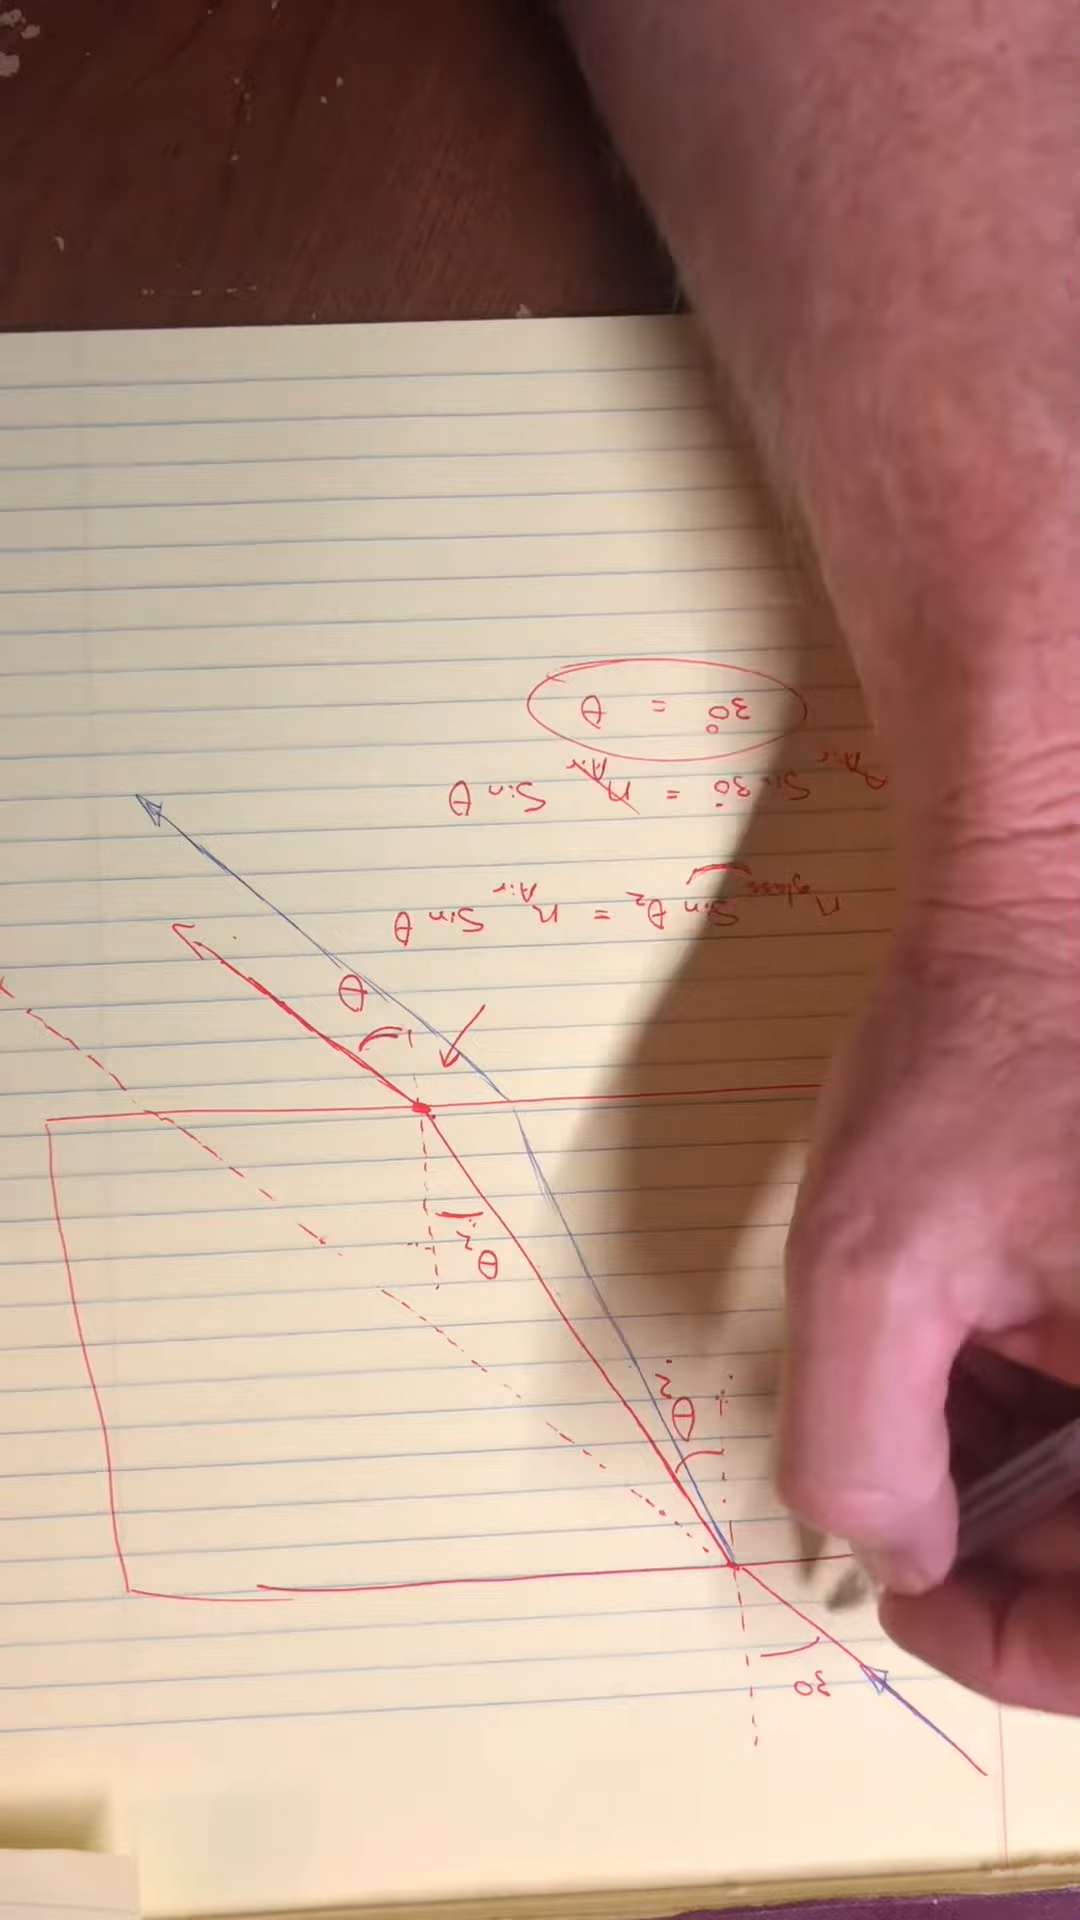 30
θ₂
θ₂
θ
n glass Sin θ₂ = n Air Sin θ
n Air Sin 30° = n Air Sin θ
30° = θ